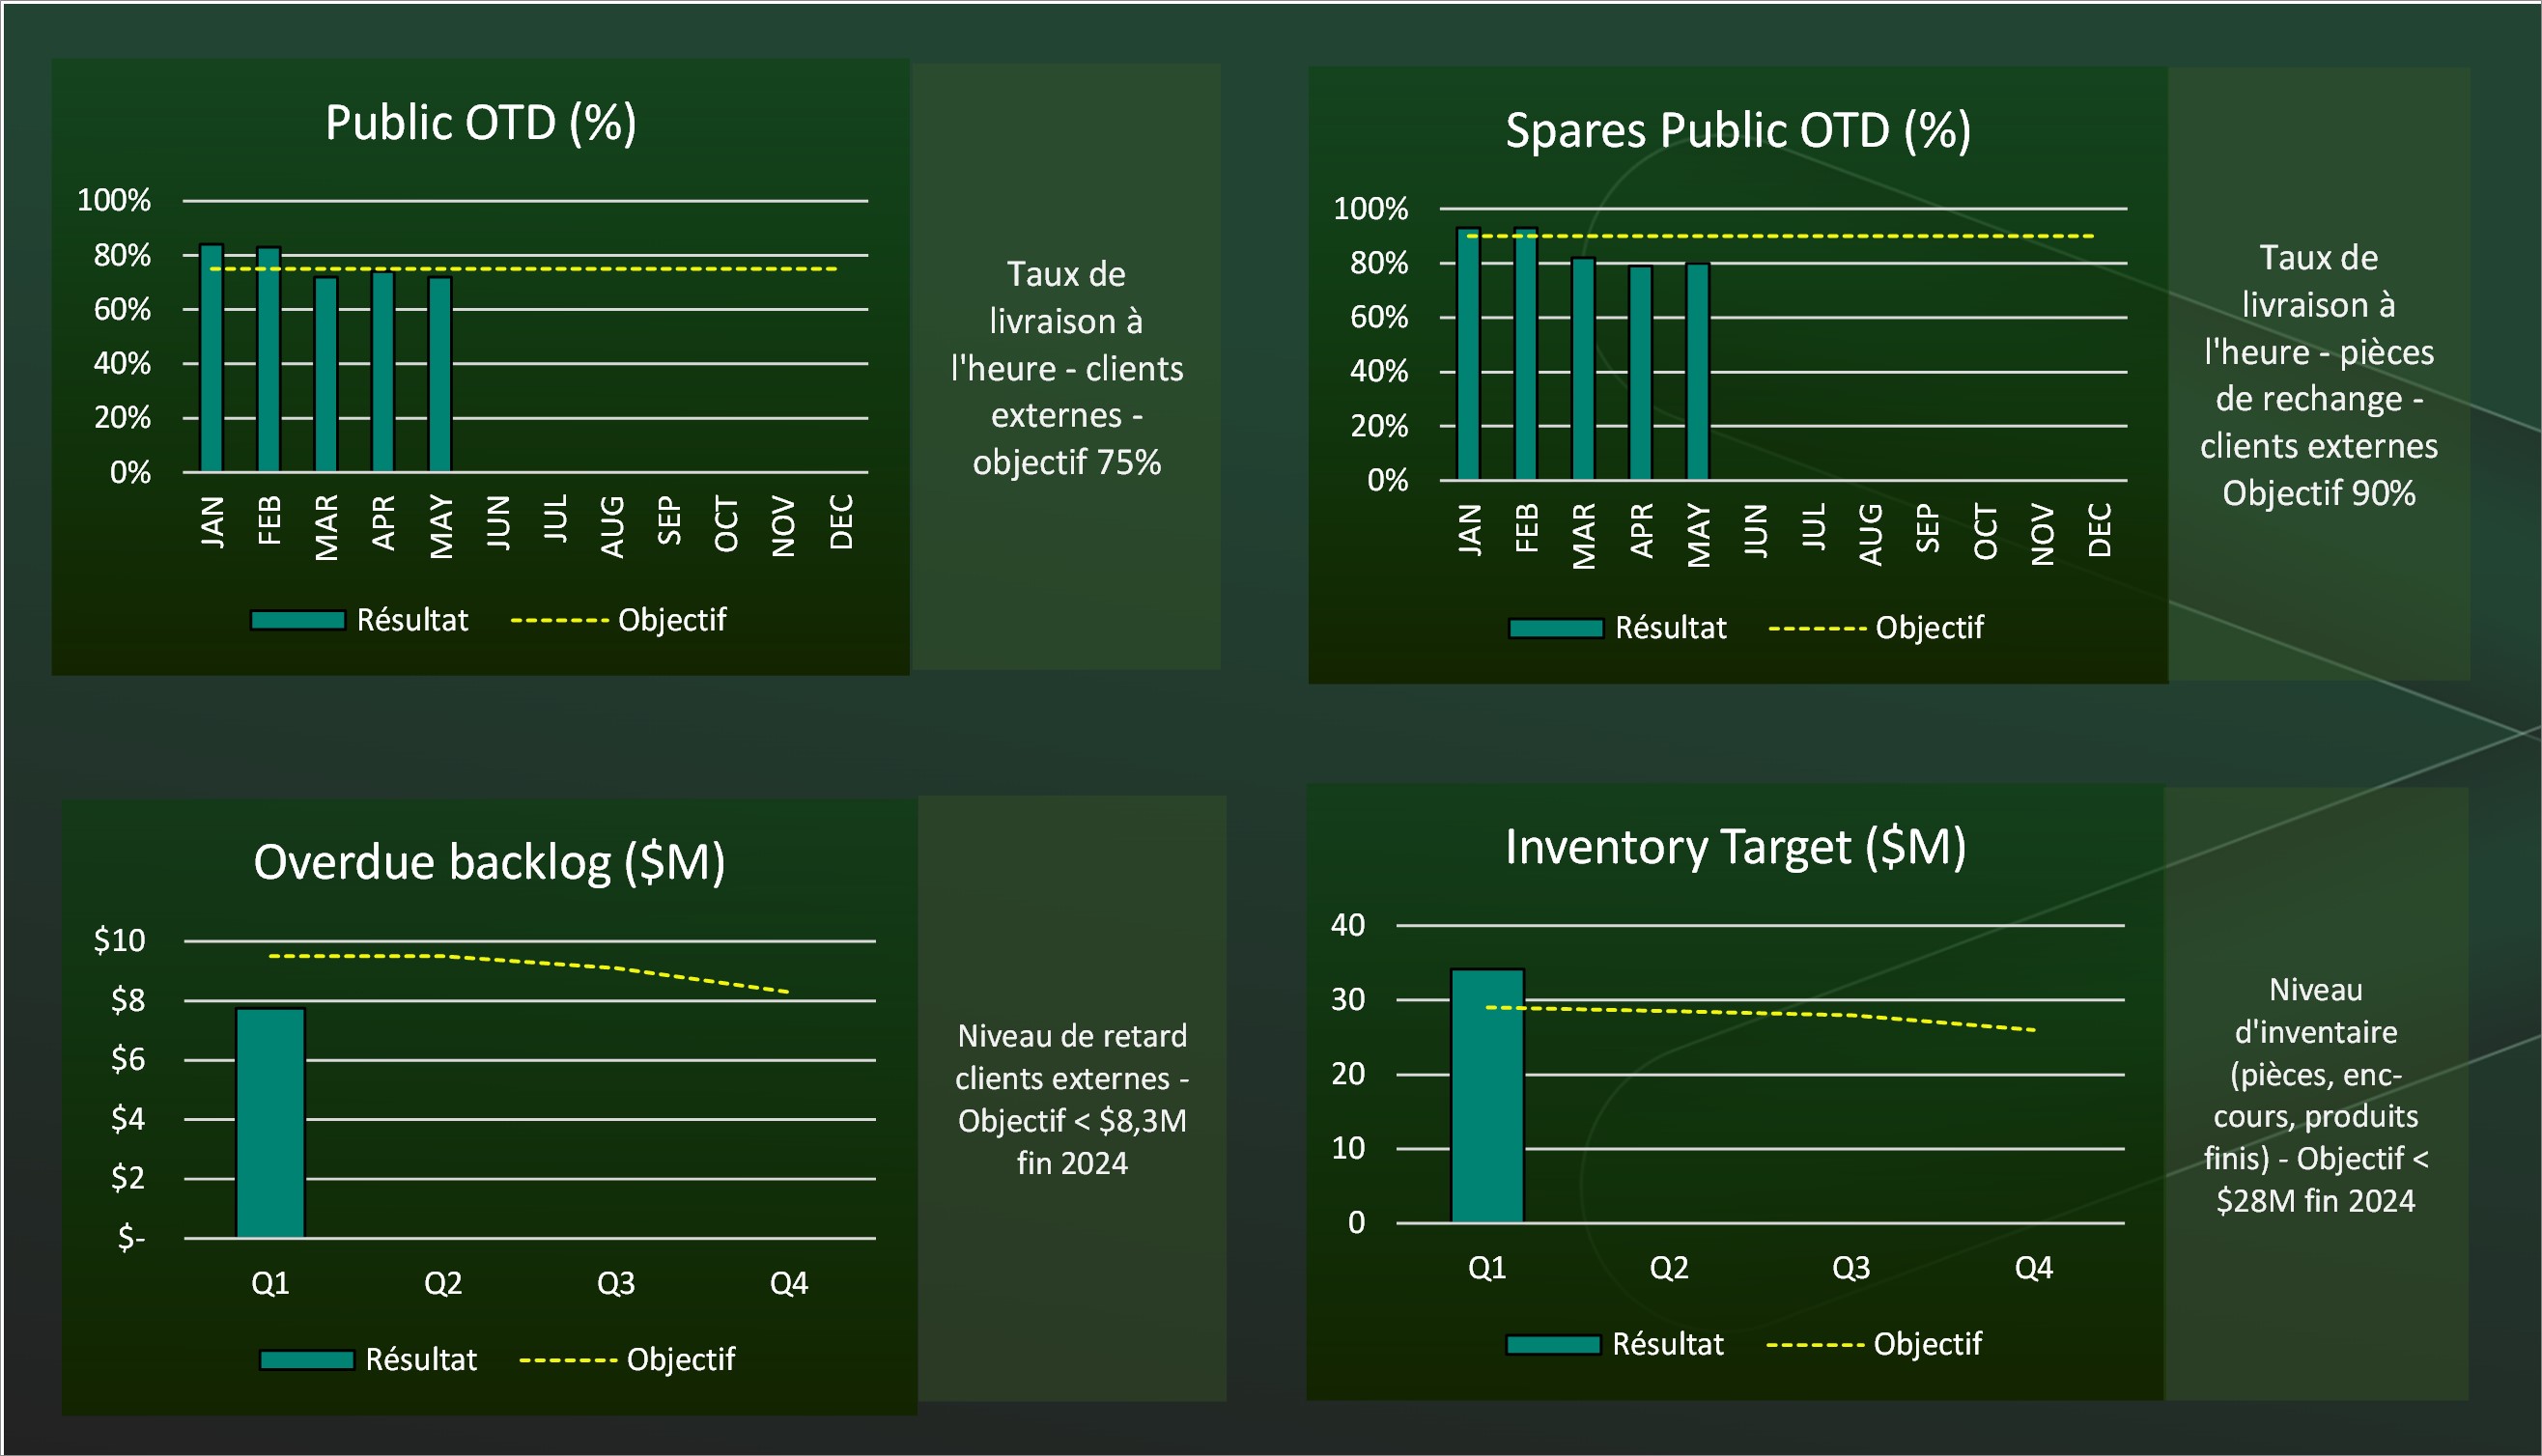 Public OTD (%)
100%
80%
60%
40%
20%
0%
JAN FEB MAR APR MAY JUN JUL AUG SEP OCT NOV DEC
Résultat Objectif
Taux de
livraison à
l'heure - clients
externes -
objectif 75%
Spares Public OTD (%)
100%
80%
60%
40%
20%
0%
JAN FEB MAR APR MAY JUN JUL AUG SEP OCT NOV DEC
Résultat Objectif
Taux de
livraison à
l'heure - pièces
de rechange -
clients externes
Objectif 90%
Overdue backlog ($M)
$10
$8
$6
$4
$2
$-
Q1 Q2 Q3 Q4
Résultat Objectif
Niveau de retard
clients externes -
Objectif < $8,3M
fin 2024
Inventory Target ($M)
40
30
20
10
0
Q1 Q2 Q3 Q4
Résultat Objectif
Niveau
d'inventaire
(pièces, enc-
cours, produits
finis) - Objectif <
$28M fin 2024